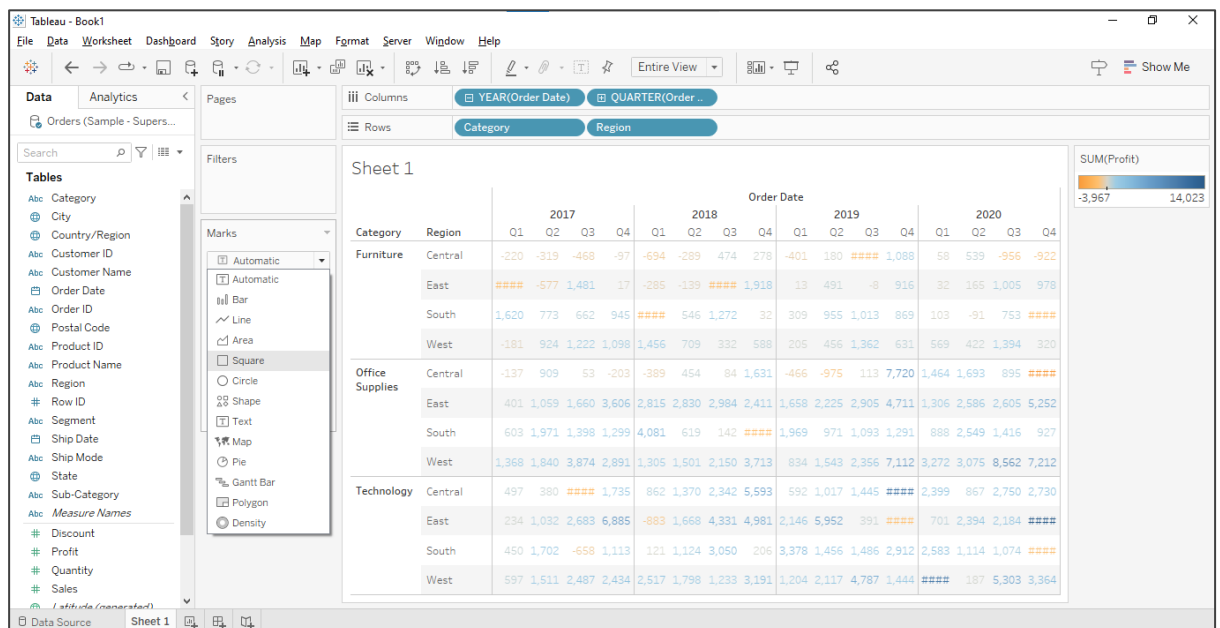 Tableau - Book1
File Data Worksheet Dashboard Story Analysis Map Format Server Window Help
Entire View
Show Me
Data Analytics
Orders (Sample - Supers...
Search
Tables
Abc Category
City
Country/Region
Abc Customer ID
Abc Customer Name
Order Date
Abc Order ID
Postal Code
Abc Product ID
Abc Product Name
Abc Region
# Row ID
Abc Segment
Ship Date
Abc Ship Mode
State
Abc Sub-Category
Abc Measure Names
# Discount
# Profit
# Quantity
# Sales
Latitude (generated)
Pages
Filters
Marks
Automatic
Automatic
Bar
Line
Area
Square
Circle
Shape
Text
Map
Pie
Gantt Bar
Polygon
Density
Columns YEAR(Order Date) QUARTER(Order ..
Rows Category Region
Sheet 1
Order Date
2017 2018 2019 2020
Category Region Q1 Q2 Q3 Q4 Q1 Q2 Q3 Q4 Q1 Q2 Q3 Q4 Q1 Q2 Q3 Q4
Furniture Central -220 -319 -468 -97 -694 -289 474 278 -401 180 #### 1,088 58 539 -956 -922
East #### -577 1,481 17 -285 -139 #### 1,918 13 491 -8 916 32 165 1,005 978
South 1,620 773 662 945 #### 546 1,272 32 309 955 1,013 869 103 -91 753 ####
West -181 924 1,222 1,098 1,456 709 332 588 205 456 1,362 631 569 422 1,394 320
Office Supplies Central -137 909 53 -203 -389 454 84 1,631 -466 -975 113 7,720 1,464 1,693 895 ####
East 401 1,059 1,660 3,606 2,815 2,830 2,984 2,411 1,658 2,225 2,905 4,711 1,306 2,586 2,605 5,252
South 603 1,971 1,398 1,299 4,081 619 142 #### 1,969 971 1,093 1,291 888 2,549 1,416 927
West 1,368 1,840 3,874 2,891 1,305 1,501 2,150 3,713 834 1,543 2,356 7,112 3,272 3,075 8,562 7,212
Technology Central 497 380 #### 1,735 862 1,370 2,342 5,593 592 1,017 1,445 #### 2,399 867 2,750 2,730
East 234 1,032 2,683 6,885 -883 1,668 4,331 4,981 2,146 5,952 391 #### 701 2,394 2,184 ####
South 450 1,702 -658 1,113 121 1,124 3,050 206 3,378 1,456 1,486 2,912 2,583 1,114 1,074 ####
West 597 1,511 2,487 2,434 2,517 1,798 1,233 3,191 1,204 2,117 4,787 1,444 #### 187 5,303 3,364
SUM(Profit)
-3,967 14,023
Data Source Sheet 1